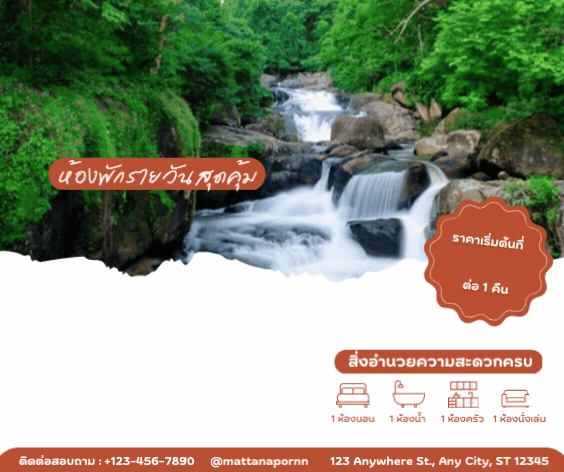 ห้องพักรายวันสุดคุ้ม
ราคาเริ่มต้นที่
ต่อ 1 คืน
สิ่งอำนวยความสะดวกครบ
1 ห้องนอน 1 ห้องน้ำ 1 ห้องครัว 1 ห้องนั่งเล่น
ติดต่อสอบถาม : +123-456-7890 @mattanapornn 123 Anywhere St., Any City, ST 12345